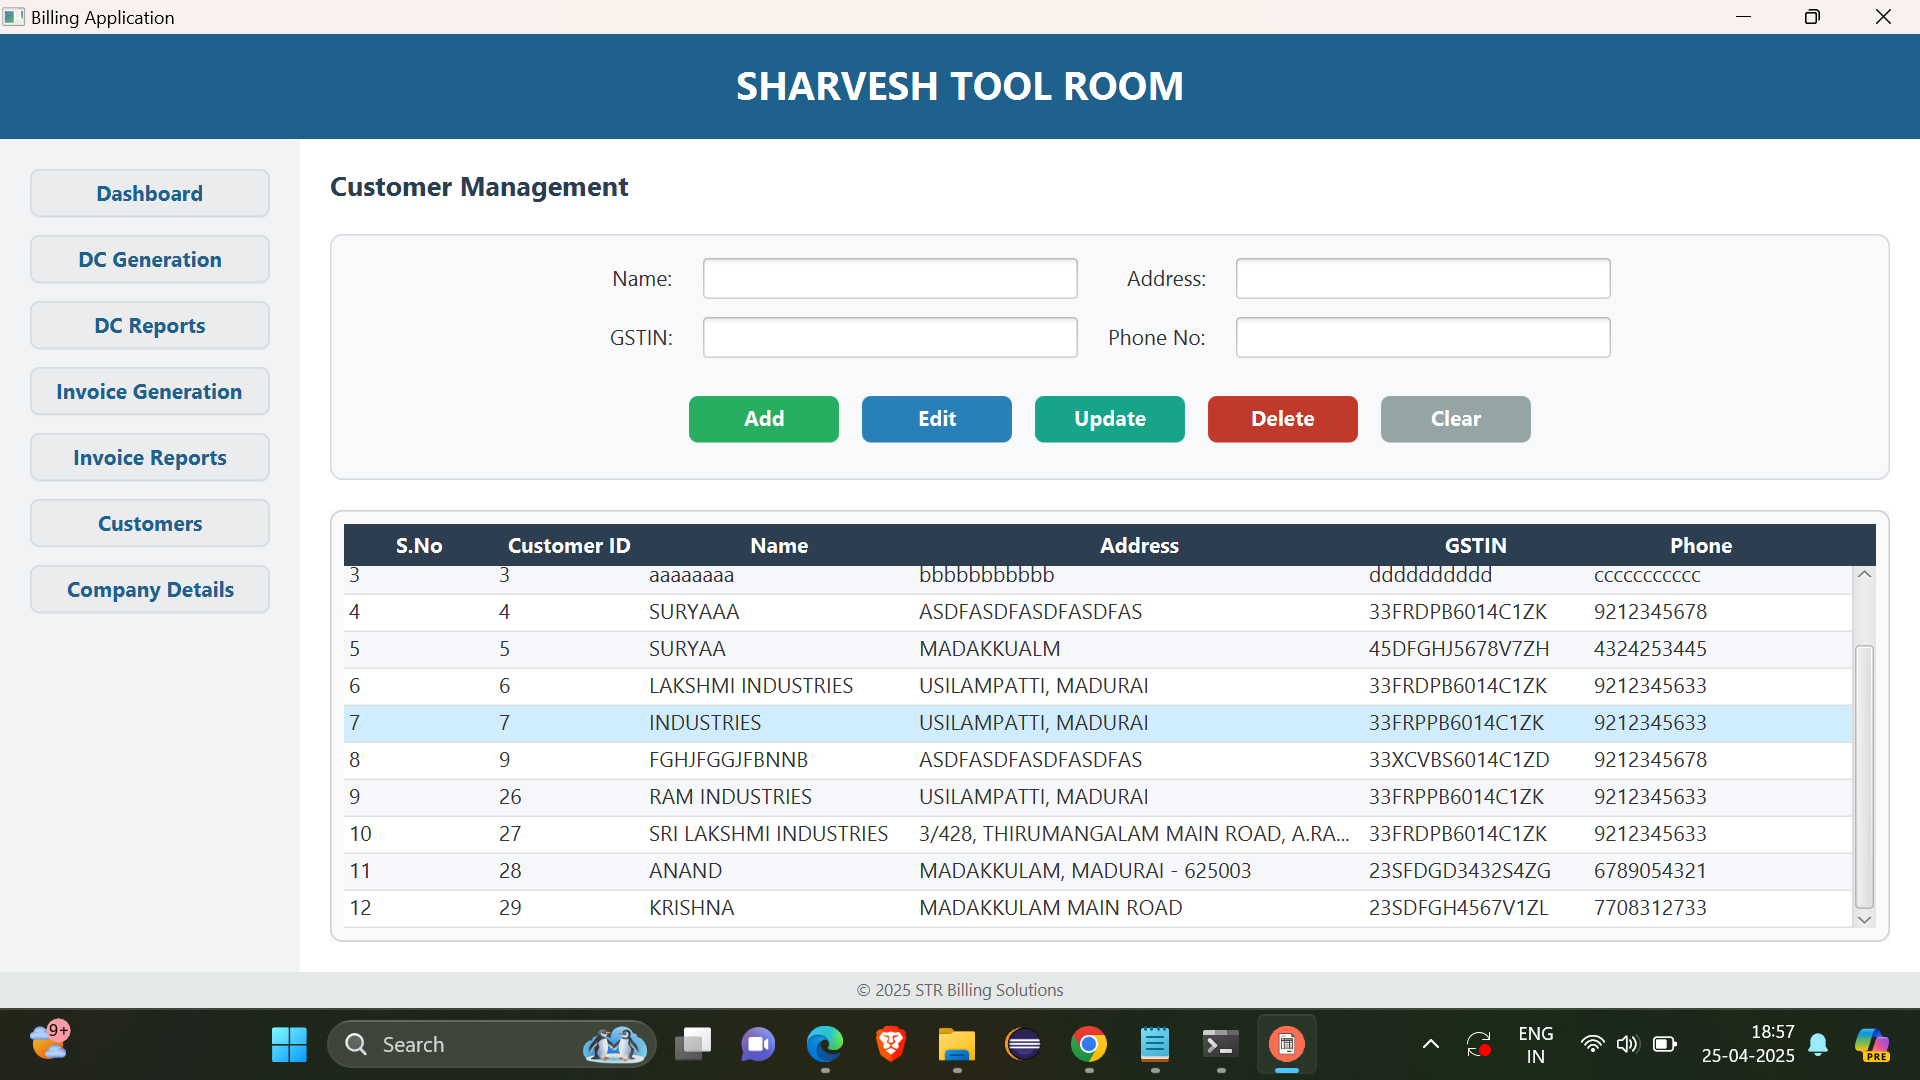 Billing Application
SHARVESH TOOL ROOM
Dashboard
DC Generation
DC Reports
Invoice Generation
Invoice Reports
Customers
Company Details
Customer Management
Name: Address:
GSTIN: Phone No:
Add Edit Update Delete Clear
S.No Customer ID Name Address GSTIN Phone
3 3 aaaaaaaa bbbbbbbbbbb dddddddddd ccccccccccc
4 4 SURYAAA ASDFASDFASDFASDFAS 33FRDPB6014C1ZK 9212345678
5 5 SURYAA MADAKKUALM 45DFGHJ5678V7ZH 4324253445
6 6 LAKSHMI INDUSTRIES USILAMPATTI, MADURAI 33FRDPB6014C1ZK 9212345633
7 7 INDUSTRIES USILAMPATTI, MADURAI 33FRPPB6014C1ZK 9212345633
8 9 FGHJFGGJFBNNB ASDFASDFASDFASDFAS 33XCVBS6014C1ZD 9212345678
9 26 RAM INDUSTRIES USILAMPATTI, MADURAI 33FRPPB6014C1ZK 9212345633
10 27 SRI LAKSHMI INDUSTRIES 3/428, THIRUMANGALAM MAIN ROAD, A.RA... 33FRDPB6014C1ZK 9212345633
11 28 ANAND MADAKKULAM, MADURAI - 625003 23SFDGD3432S4ZG 6789054321
12 29 KRISHNA MADAKKULAM MAIN ROAD 23SDFGH4567V1ZL 7708312733
© 2025 STR Billing Solutions
9+
Search
ENG
IN
18:57
25-04-2025
PRE